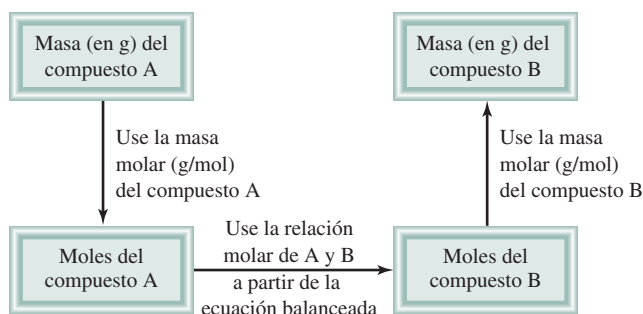 Masa (en g) del
compuesto A
Masa (en g) del
compuesto B
Use la masa
molar (g/mol)
del compuesto A
Use la masa
molar (g/mol)
del compuesto B
Moles del
compuesto A
Use la relación
molar de A y B
a partir de la
ecuación balanceada
Moles del
compuesto B